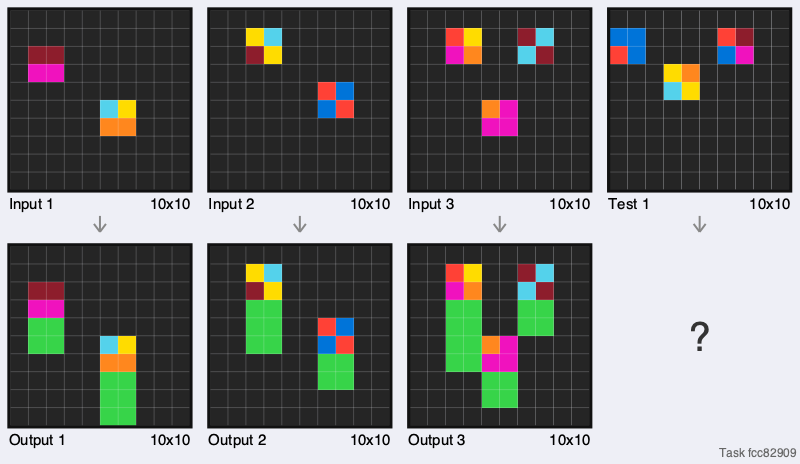 Input 1 10x10 Input 2 10x10 Input 3 10x10 Test 1 10x10
?
Output 1 10x10 Output 2 10x10 Output 3 10x10
Task fcc82909